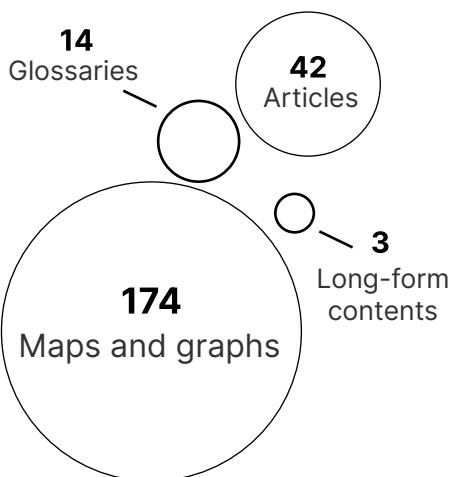 14
Glossaries
42
Articles
3
Long-form
contents
174
Maps and graphs